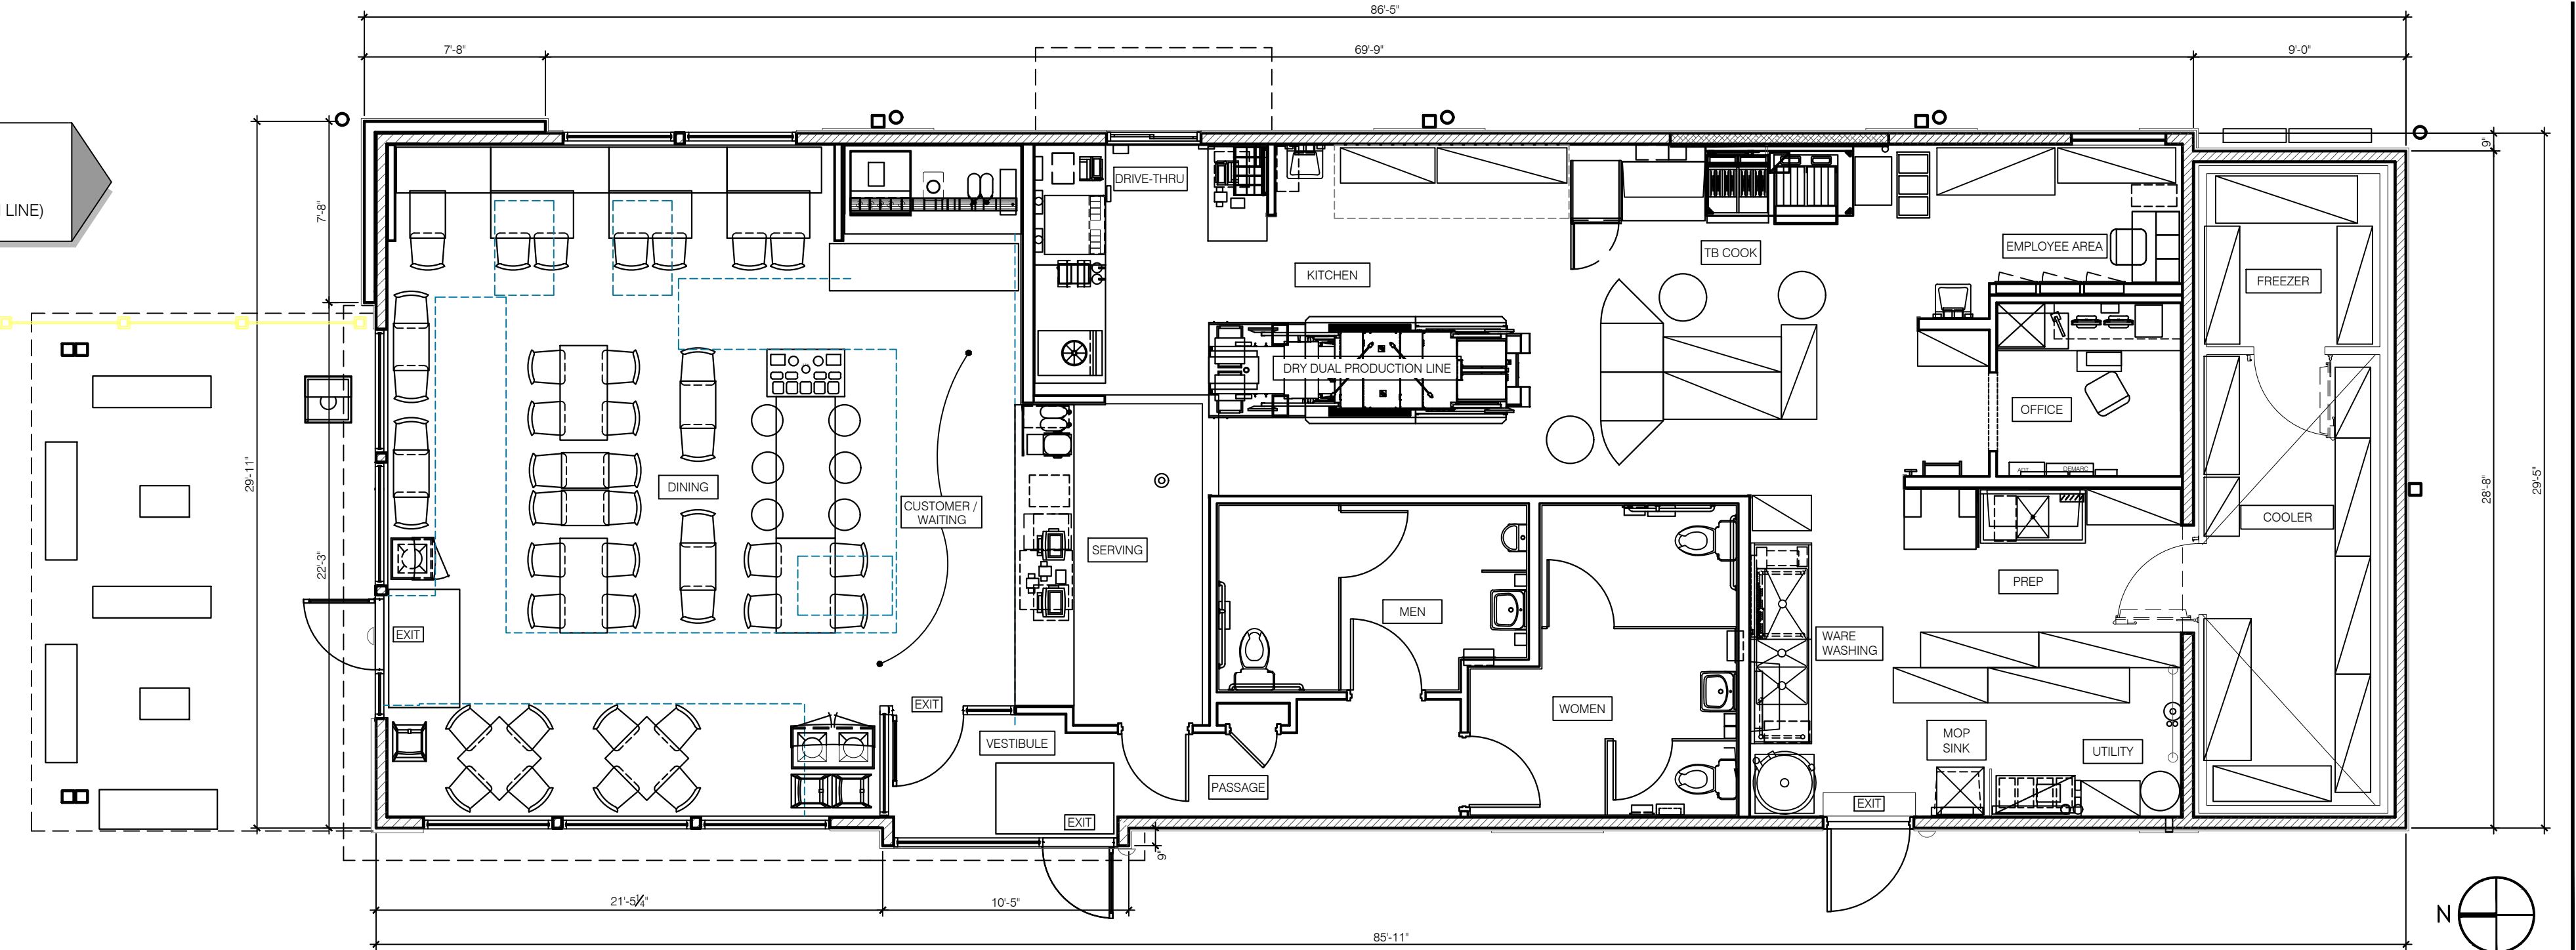 86'-5"
7'-8"
69'-9"
9'-0"
LINE)
DRIVE-THRU
9"
7'-8"
KITCHEN
TB COOK
EMPLOYEE AREA
FREEZER
DRY DUAL PRODUCTION LINE
OFFICE
29'-11"
DINING
CUSTOMER /
WAITING
ADT
DEMARC
28'-8"
29'-5"
COOLER
SERVING
22'-3"
PREP
MEN
EXIT
WARE
WASHING
EXIT
WOMEN
VESTIBULE
MOP
SINK
UTILITY
PASSAGE
EXIT
EXIT
9"
21'-5¼"
10'-5"
N
85'-11"